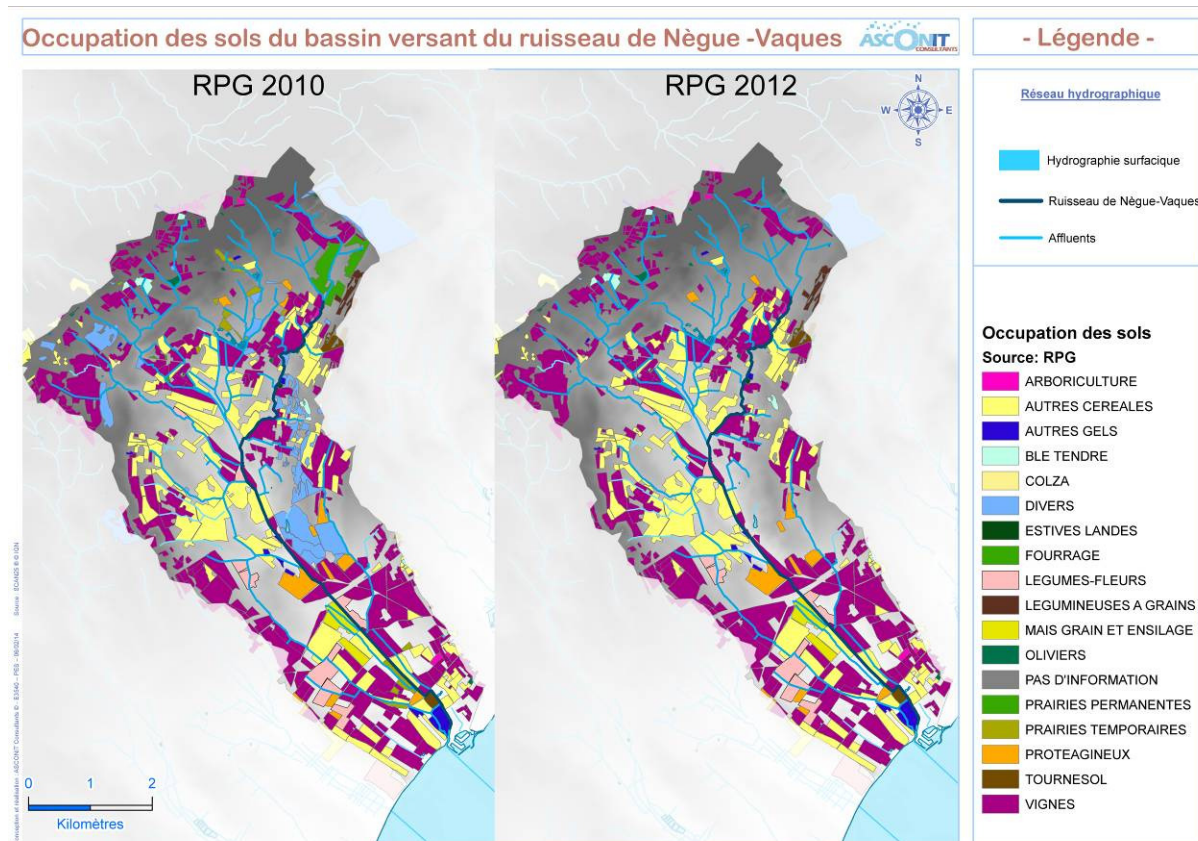 Occupation des sols du bassin versant du ruisseau de Nègue -Vaques
ASCONIT
CONSULTANTS
- Légende -
RPG 2010
RPG 2012
N
W
E
S
Réseau hydrographique
Hydrographie surfacique
Ruisseau de Nègue-Vaques
Affluents
Occupation des sols
Source: RPG
ARBORICULTURE
AUTRES CEREALES
AUTRES GELS
BLE TENDRE
COLZA
DIVERS
ESTIVES LANDES
FOURRAGE
LEGUMES-FLEURS
LEGUMINEUSES A GRAINS
MAIS GRAIN ET ENSILAGE
OLIVIERS
PAS D'INFORMATION
PRAIRIES PERMANENTES
PRAIRIES TEMPORAIRES
PROTEAGINEUX
TOURNESOL
VIGNES
0 1 2
Kilomètres